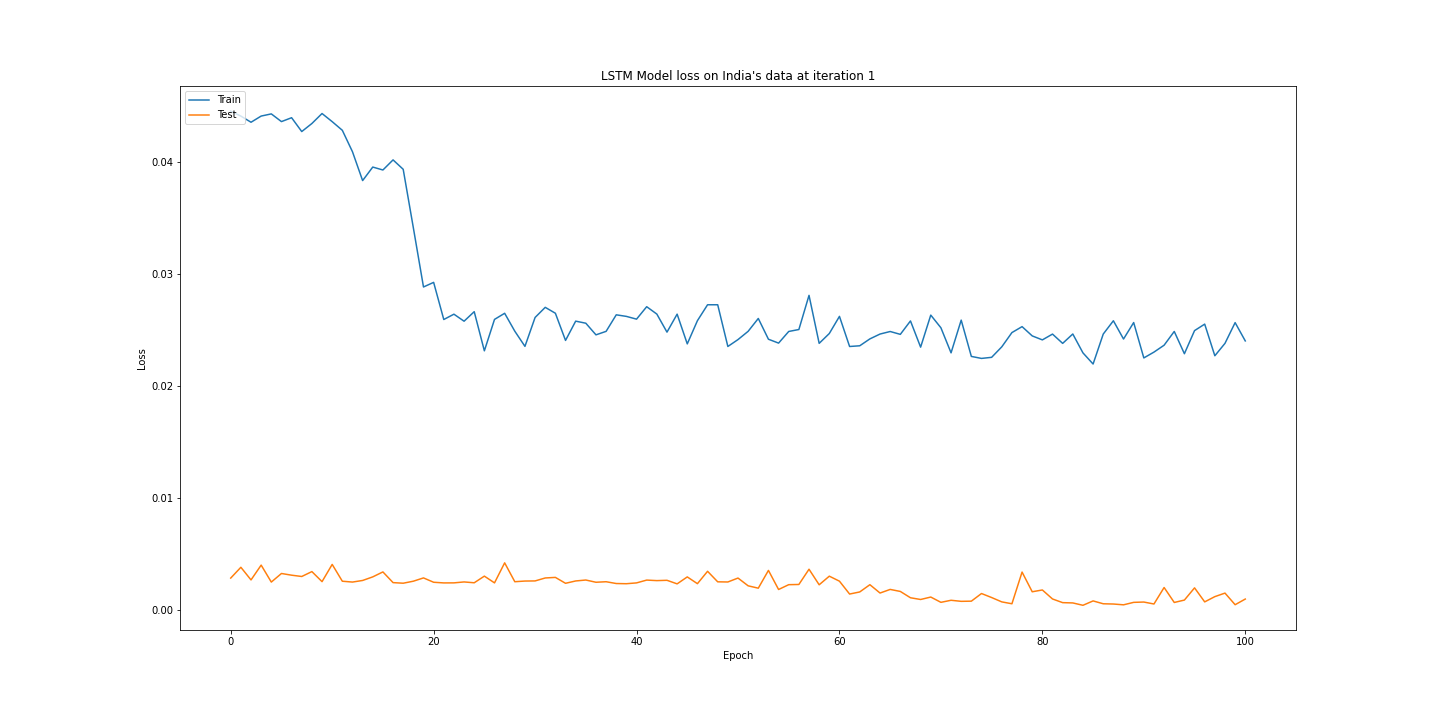 LSTM Model loss on India's data at iteration 1
Train
Test
0.04
0.03
0.02
0.01
0.00
Loss
0 20 40 60 80 100
Epoch